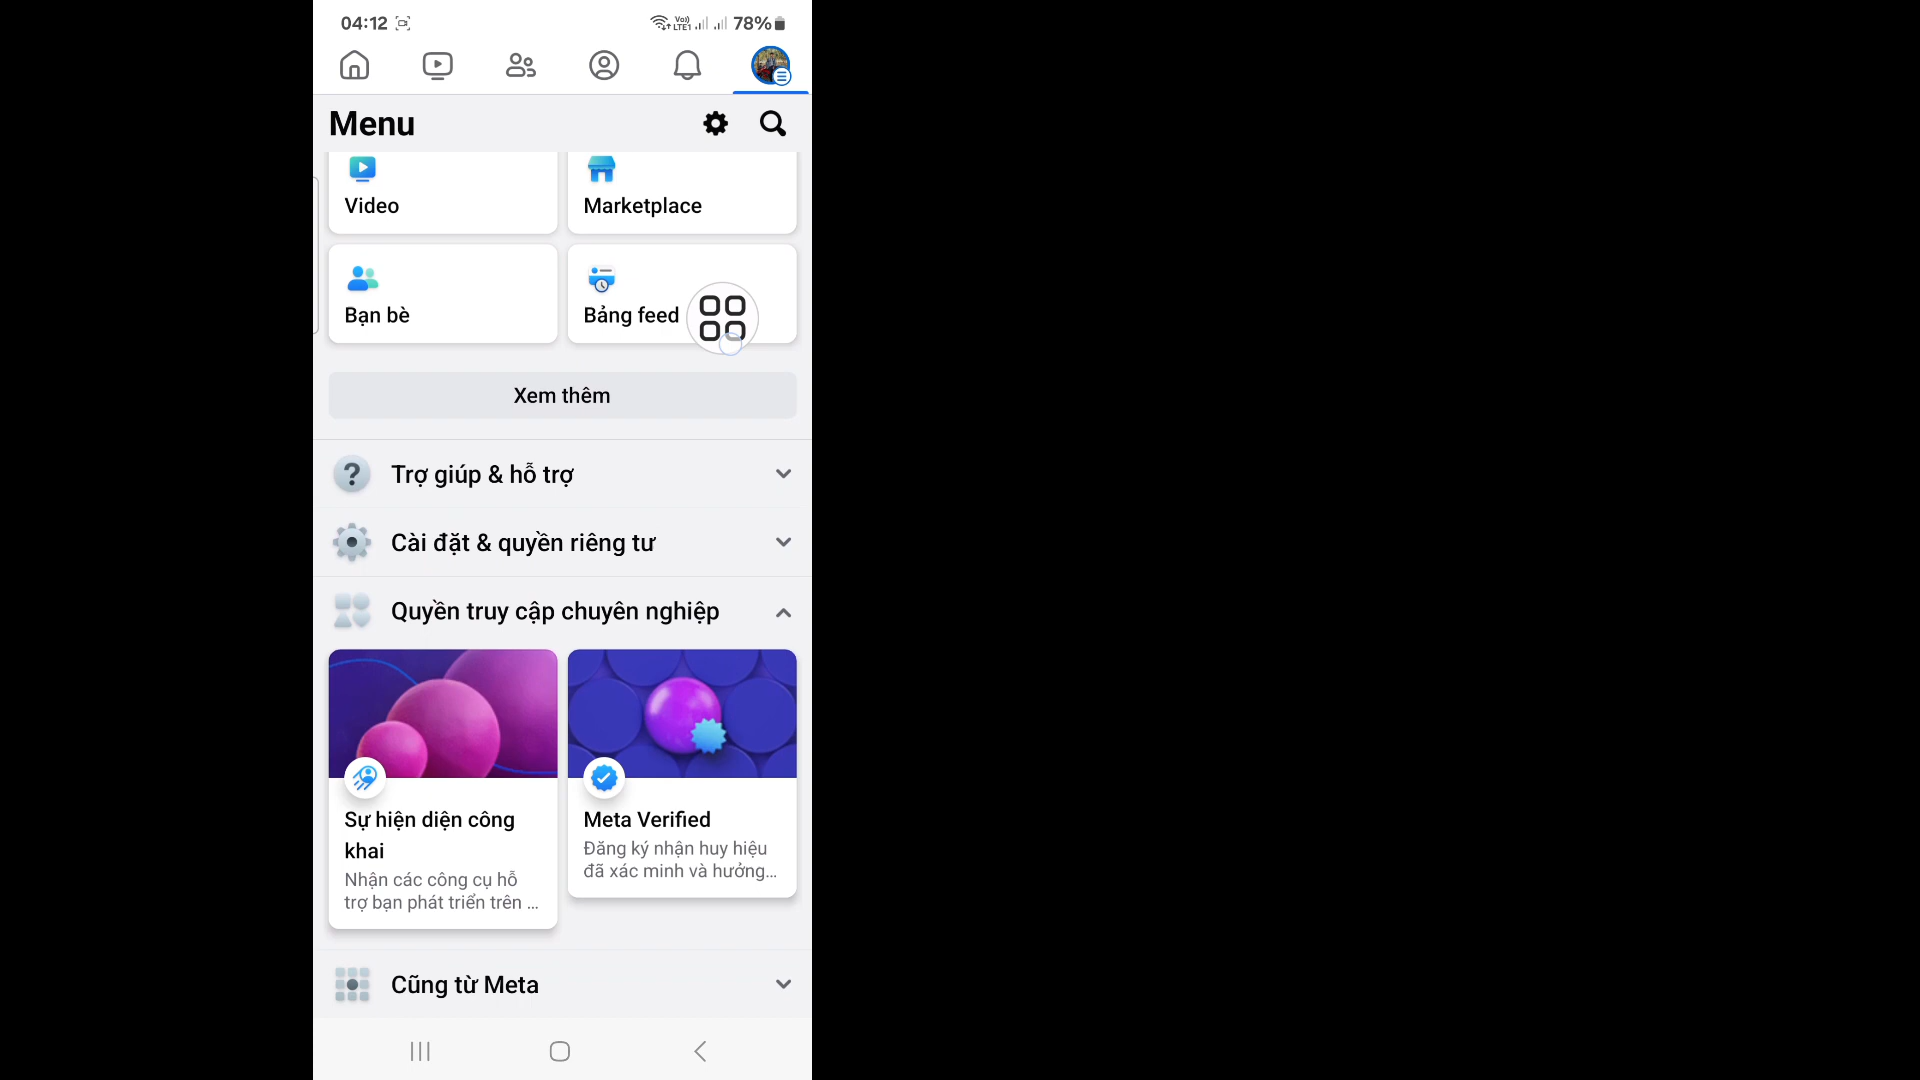 04:12
Vo)) LTE1 78%
Menu
Video
Marketplace
Bạn bè
Bảng feed
Xem thêm
Trợ giúp & hỗ trợ
Cài đặt & quyền riêng tư
Quyền truy cập chuyên nghiệp
Sự hiện diện công
khai
Nhận các công cụ hỗ
trợ bạn phát triển trên ...
Meta Verified
Đăng ký nhận huy hiệu
đã xác minh và hưởng...
Cũng từ Meta